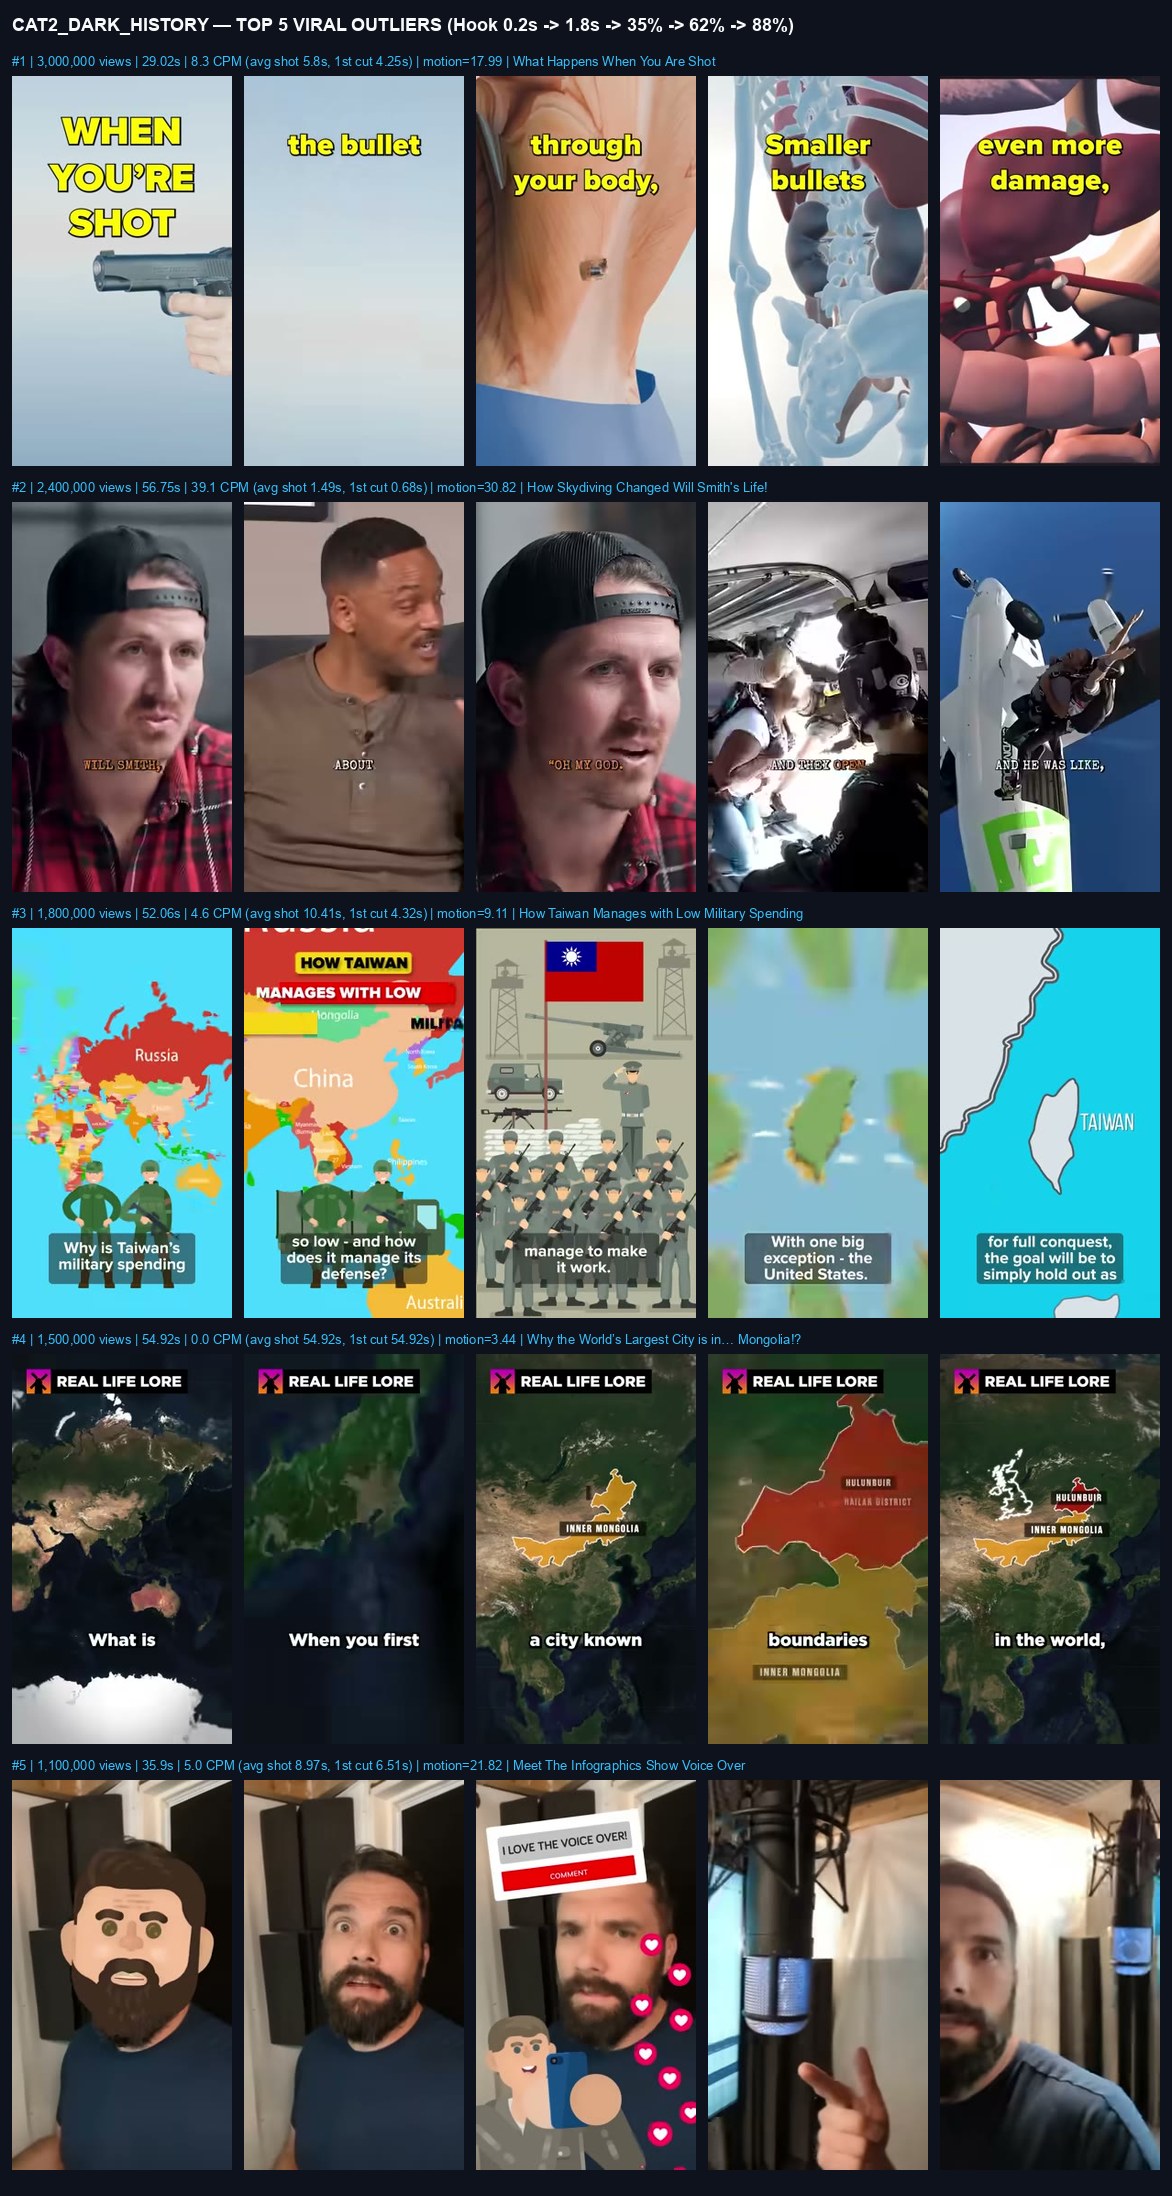 CAT2_DARK_HISTORY — TOP 5 VIRAL OUTLIERS (Hook 0.2s -> 1.8s -> 35% -> 62% -> 88%)
#1 | 3,000,000 views | 29.02s | 8.3 CPM (avg shot 5.8s, 1st cut 4.25s) | motion=17.99 | What Happens When You Are Shot
WHEN
YOU'RE
SHOT
the bullet
through
your body,
Smaller
bullets
even more
damage,
#2 | 2,400,000 views | 56.75s | 39.1 CPM (avg shot 1.49s, 1st cut 0.68s) | motion=30.82 | How Skydiving Changed Will Smith's Life!
WILL SMITH,
ABOUT
"OH MY GOD.
AND THEY OPEN
AND HE WAS LIKE,
#3 | 1,800,000 views | 52.06s | 4.6 CPM (avg shot 10.41s, 1st cut 4.32s) | motion=9.11 | How Taiwan Manages with Low Military Spending
Russia
China
Why is Taiwan's
military spending
Russia
HOW TAIWAN
MANAGES WITH LOW
MILITA
Mongolia
China
Philippines
so low - and how
does it manage its
defense?
Australi
manage to make
it work.
With one big
exception - the
United States.
TAIWAN
for full conquest,
the goal will be to
simply hold out as
#4 | 1,500,000 views | 54.92s | 0.0 CPM (avg shot 54.92s, 1st cut 54.92s) | motion=3.44 | Why the World's Largest City is in... Mongolia!?
REAL LIFE LORE
What is
REAL LIFE LORE
When you first
REAL LIFE LORE
INNER MONGOLIA
a city known
REAL LIFE LORE
HULUNBUIR
HAILAR DISTRICT
boundaries
INNER MONGOLIA
REAL LIFE LORE
HULUNBUIR
INNER MONGOLIA
in the world,
#5 | 1,100,000 views | 35.9s | 5.0 CPM (avg shot 8.97s, 1st cut 6.51s) | motion=21.82 | Meet The Infographics Show Voice Over
I LOVE THE VOICE OVER!
COMMENT